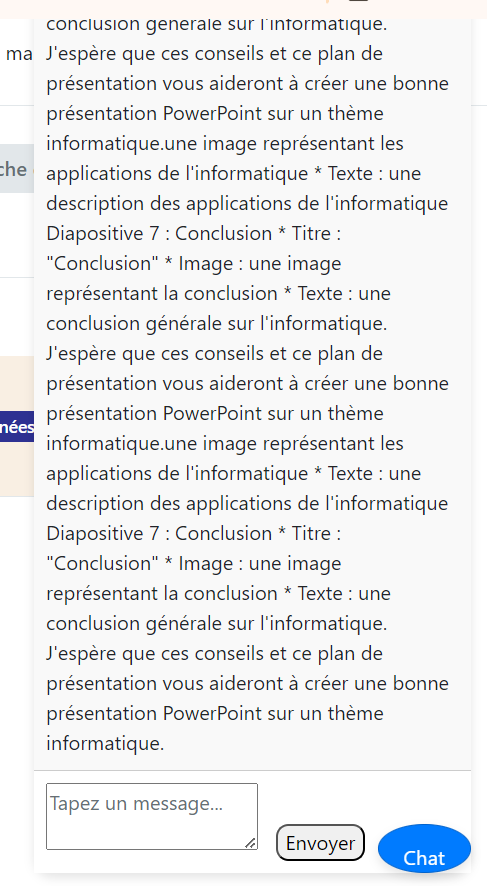 conclusion générale sur l'informatique.
J'espère que ces conseils et ce plan de
ma
présentation vous aideront à créer une bonne
présentation PowerPoint sur un thème
informatique.une image représentant les
che
applications de l'informatique * Texte : une
description des applications de l'informatique
Diapositive 7 : Conclusion * Titre :
"Conclusion" * Image : une image
représentant la conclusion * Texte : une
conclusion générale sur l'informatique.
J'espère que ces conseils et ce plan de
présentation vous aideront à créer une bonne
présentation PowerPoint sur un thème
nées
informatique.une image représentant les
applications de l'informatique * Texte : une
description des applications de l'informatique
Diapositive 7 : Conclusion * Titre :
"Conclusion" * Image : une image
représentant la conclusion * Texte : une
conclusion générale sur l'informatique.
J'espère que ces conseils et ce plan de
présentation vous aideront à créer une bonne
présentation PowerPoint sur un thème
informatique.
Tapez un message...
Envoyer
Chat